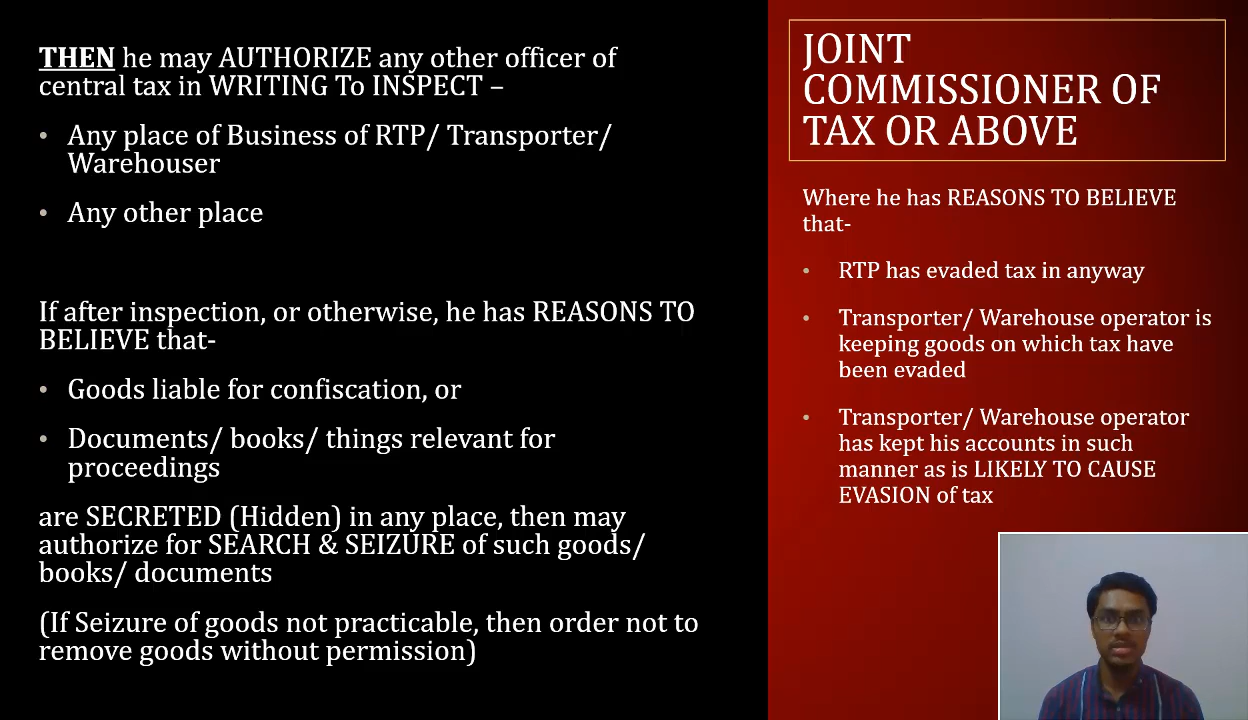 JOINT
COMMISSIONER OF
TAX OR ABOVE
Where he has REASONS TO BELIEVE
that-
• RTP has evaded tax in anyway
• Transporter/ Warehouse operator is
keeping goods on which tax have
been evaded
• Transporter/ Warehouse operator
has kept his accounts in such
manner as is LIKELY TO CAUSE
EVASION of tax
THEN he may AUTHORIZE any other officer of
central tax in WRITING To INSPECT –
• Any place of Business of RTP/ Transporter/
Warehouser
• Any other place
If after inspection, or otherwise, he has REASONS TO
BELIEVE that-
• Goods liable for confiscation, or
• Documents/ books/ things relevant for
proceedings
are SECRETED (Hidden) in any place, then may
authorize for SEARCH & SEIZURE of such goods/
books/ documents
(If Seizure of goods not practicable, then order not to
remove goods without permission)